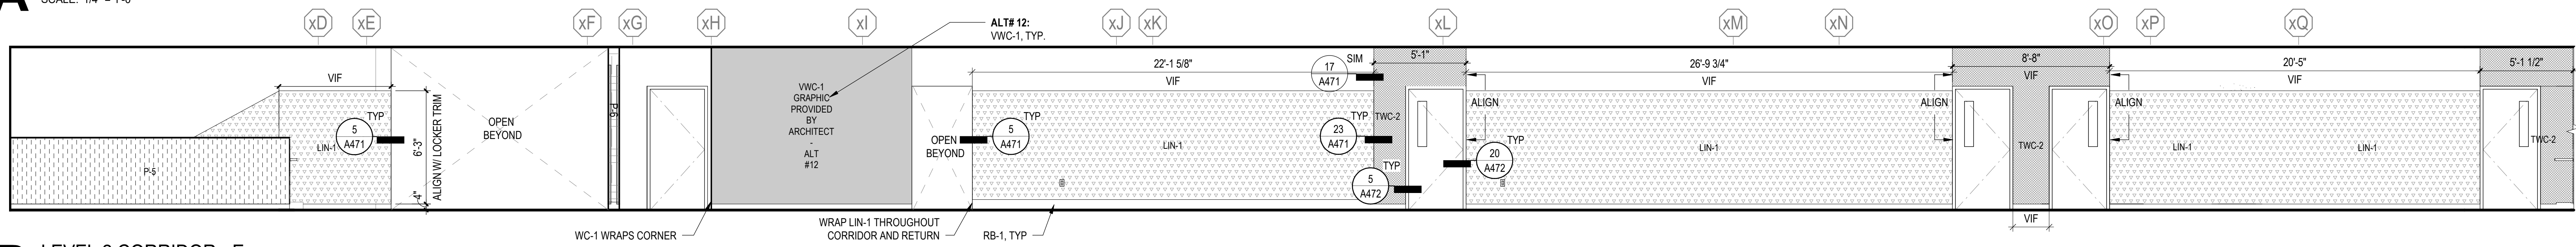 A SCALE: 1/4" = 1'-0"
xD xE xF xG xH xI xJ xK xL xM xN xO xP xQ
ALT# 12:
VWC-1, TYP.
VIF
5 TYP
A471
LIN-1
P-5
6'-3"
4"
ALIGN W/ LOCKER TRIM
OPEN
BEYOND
P-6
VWC-1
GRAPHIC
PROVIDED
BY
ARCHITECT
-
ALT
#12
WC-1 WRAPS CORNER
OPEN
BEYOND
5 TYP
A471
WRAP LIN-1 THROUGHOUT
CORRIDOR AND RETURN
RB-1, TYP
22'-1 5/8"
VIF
LIN-1
17 SIM
A471
23 TYP
A471
5 TYP
A472
5'-1"
TWC-2
20 TYP
A472
ALIGN
26'-9 3/4"
VIF
LIN-1
ALIGN
8'-8"
VIF
TWC-2
VIF
ALIGN
20'-5"
VIF
LIN-1
LIN-1
5'-1 1/2"
TWC-2